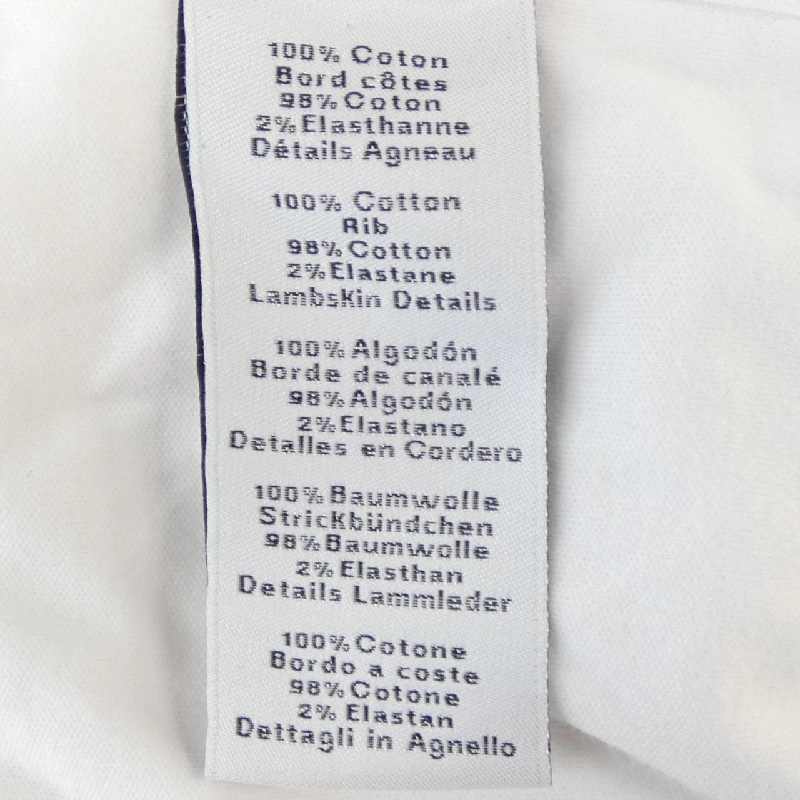 100% Coton
Bord côtes
98% Coton
2% Elasthanne
Détails Agneau
100% Cotton
Rib
98% Cotton
2% Elastane
Lambskin Details
100% Algodón
Borde de canalé
98% Algodón
2% Elastano
Detalles en Cordero
100% Baumwolle
Strickbündchen
98% Baumwolle
2% Elasthan
Details Lammleder
100% Cotone
Bordo a coste
98% Cotone
2% Elastan
Dettagli in Agnello